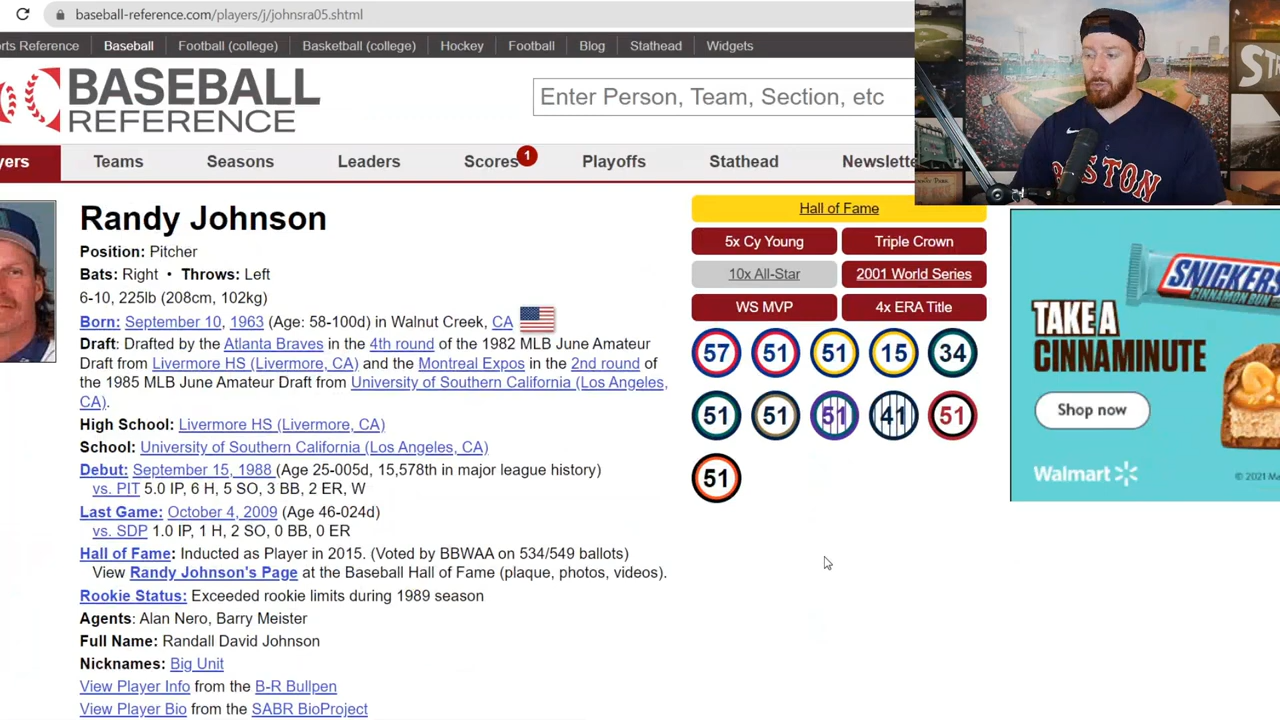 baseball-reference.com/players/j/johnsra05.shtml
rts Reference Baseball Football (college) Basketball (college) Hockey Football Blog Stathead Widgets
BASEBALL
REFERENCE
Enter Person, Team, Section, etc
yers Teams Seasons Leaders Scores 1 Playoffs Stathead Newslette
BOSTON
Randy Johnson
Position: Pitcher
Bats: Right • Throws: Left
6-10, 225lb (208cm, 102kg)
Born: September 10, 1963 (Age: 58-100d) in Walnut Creek, CA
Draft: Drafted by the Atlanta Braves in the 4th round of the 1982 MLB June Amateur
Draft from Livermore HS (Livermore, CA) and the Montreal Expos in the 2nd round of
the 1985 MLB June Amateur Draft from University of Southern California (Los Angeles,
CA).
High School: Livermore HS (Livermore, CA)
School: University of Southern California (Los Angeles, CA)
Debut: September 15, 1988 (Age 25-005d, 15,578th in major league history)
vs. PIT 5.0 IP, 6 H, 5 SO, 3 BB, 2 ER, W
Last Game: October 4, 2009 (Age 46-024d)
vs. SDP 1.0 IP, 1 H, 2 SO, 0 BB, 0 ER
Hall of Fame: Inducted as Player in 2015. (Voted by BBWAA on 534/549 ballots)
View Randy Johnson's Page at the Baseball Hall of Fame (plaque, photos, videos).
Rookie Status: Exceeded rookie limits during 1989 season
Agents: Alan Nero, Barry Meister
Full Name: Randall David Johnson
Nicknames: Big Unit
View Player Info from the B-R Bullpen
View Player Bio from the SABR BioProject
Hall of Fame
5x Cy Young Triple Crown
10x All-Star 2001 World Series
WS MVP 4x ERA Title
57 51 51 15 34
51 51 51 41 51
51
SNICKERS
CINNAMON BUN
TAKE A
CINNAMINUTE
Shop now
Walmart
© 2021 Ma